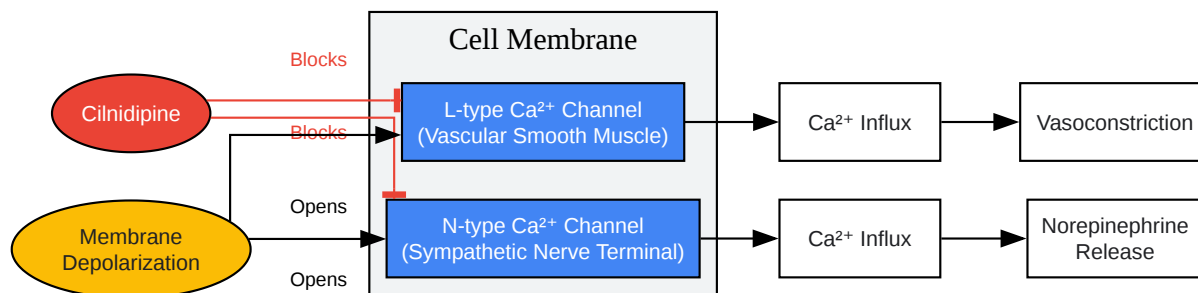 Cell Membrane
Blocks
Cilnidipine
Blocks
L-type Ca²⁺ Channel
(Vascular Smooth Muscle)
Ca²⁺ Influx
Vasoconstriction
Opens
Membrane
Depolarization
Opens
N-type Ca²⁺ Channel
(Sympathetic Nerve Terminal)
Ca²⁺ Influx
Norepinephrine
Release